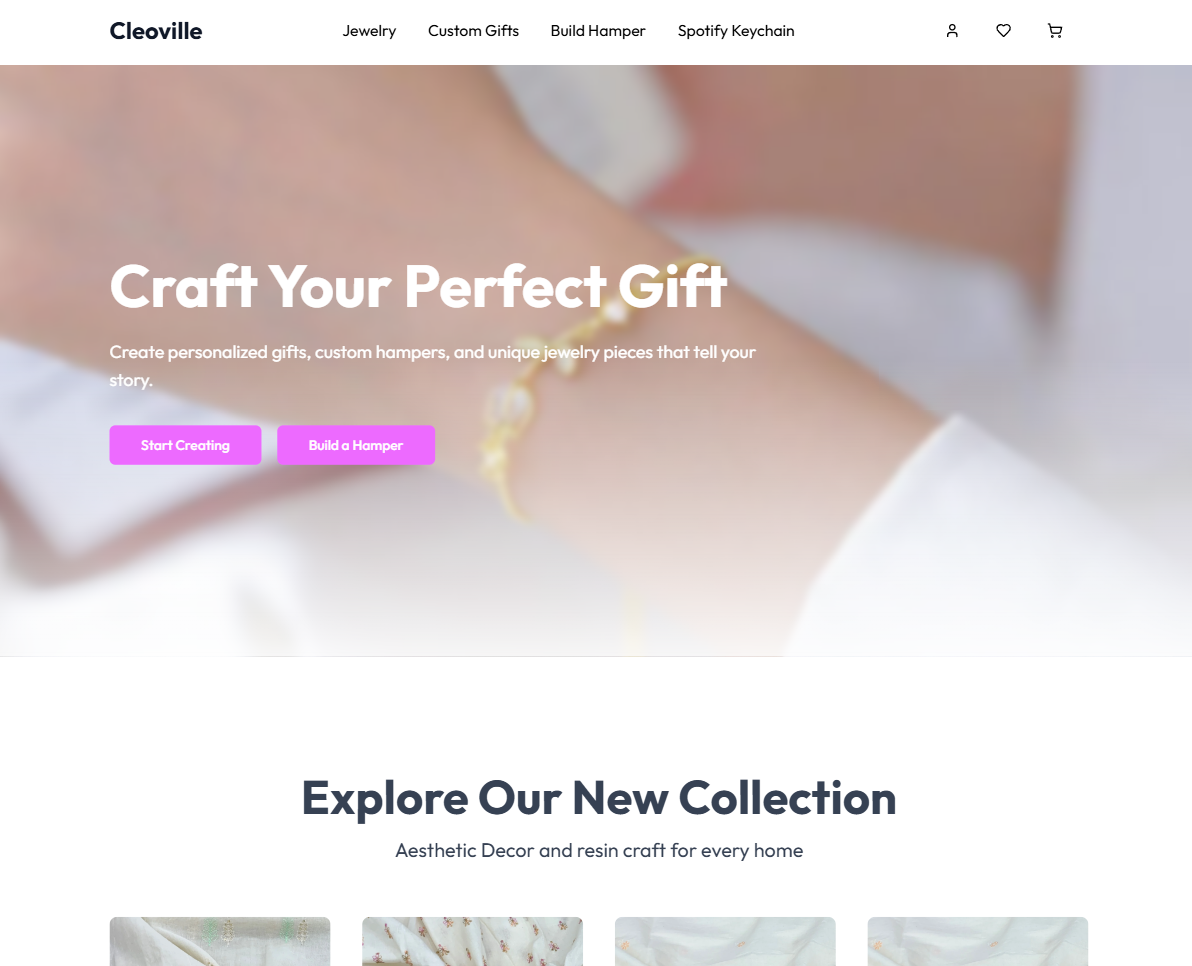 Cleoville
Jewelry
Custom Gifts
Build Hamper
Spotify Keychain
Craft Your Perfect Gift
Create personalized gifts, custom hampers, and unique jewelry pieces that tell your
story.
Start Creating
Build a Hamper
Explore Our New Collection
Aesthetic Decor and resin craft for every home